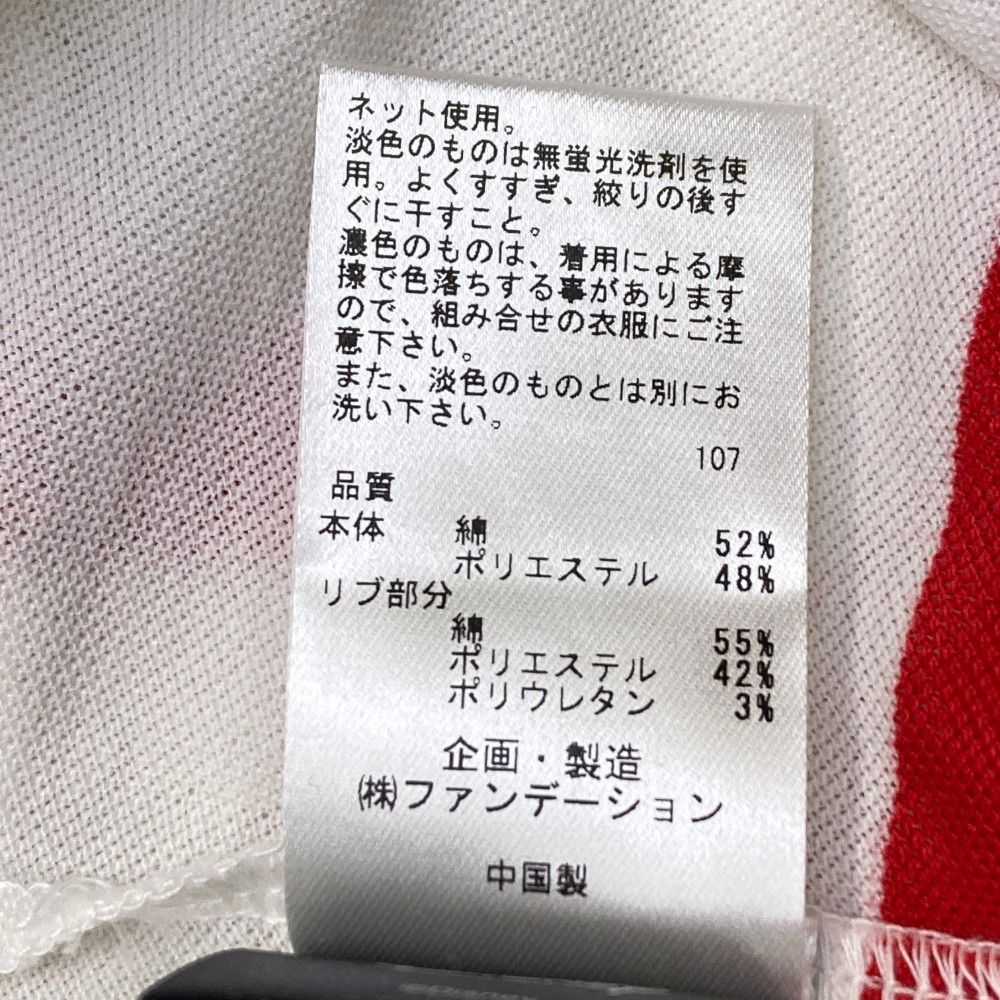 ネット使用。
淡色のものは無蛍光洗剤を使
用。よくすすぎ、絞りの後す
ぐに干すこと。
濃色のものは、着用による摩
擦で色落ちする事があります
ので、組み合せの衣服にご注
意下さい。
また、淡色のものとは別にお
洗い下さい。
107
品質
本体 綿 52%
ポリエステル 48%
リブ部分
綿 55%
ポリエステル 42%
ポリウレタン 3%
企画・製造
㈱ファンデーション
中国製